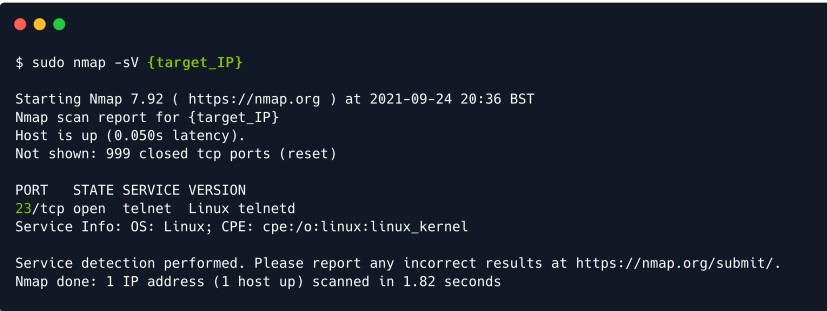 $ sudo nmap -sV {target_IP}
Starting Nmap 7.92 ( https://nmap.org ) at 2021-09-24 20:36 BST
Nmap scan report for {target_IP}
Host is up (0.050s latency).
Not shown: 999 closed tcp ports (reset)
PORT   STATE SERVICE VERSION
23/tcp open  telnet  Linux telnetd
Service Info: OS: Linux; CPE: cpe:/o:linux:linux_kernel
Service detection performed. Please report any incorrect results at https://nmap.org/submit/.
Nmap done: 1 IP address (1 host up) scanned in 1.82 seconds